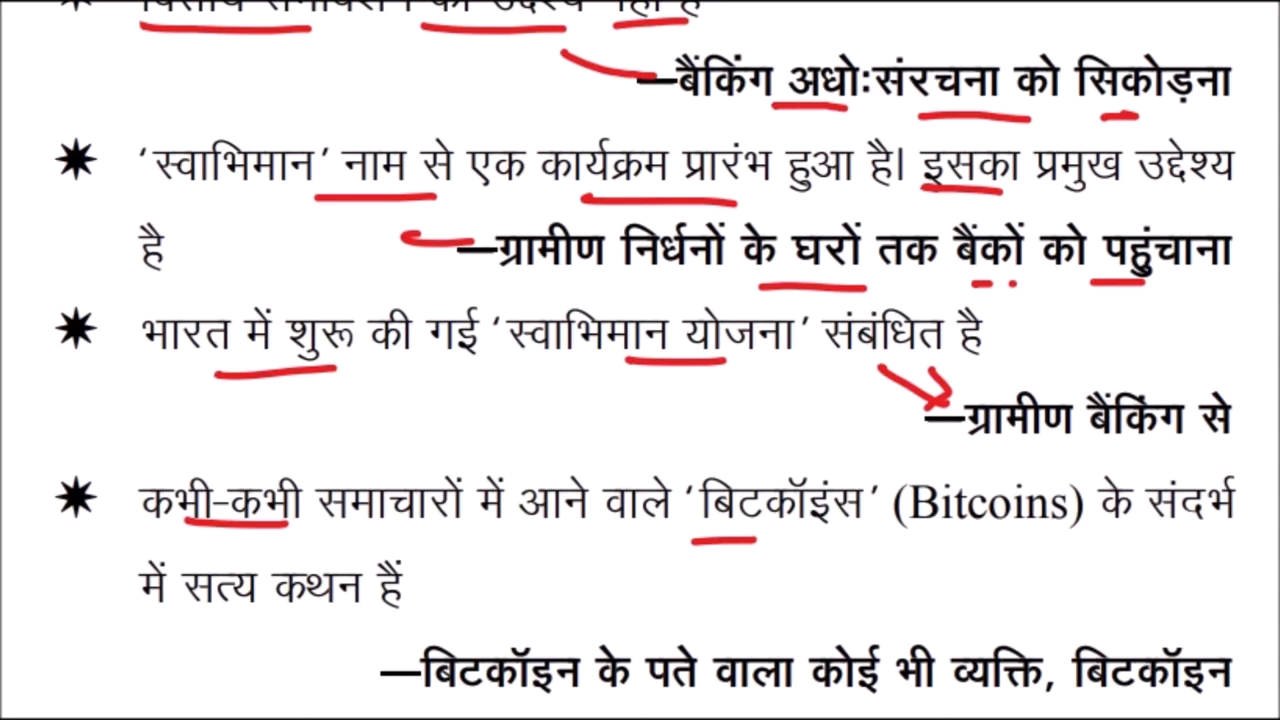 —बैंकिंग अधोःसंरचना को सिकोड़ना
✷ ‘स्वाभिमान’ नाम से एक कार्यक्रम प्रारंभ हुआ है। इसका प्रमुख उद्देश्य
है —ग्रामीण निर्धनों के घरों तक बैंकों को पहुंचाना
✷ भारत में शुरू की गई ‘स्वाभिमान योजना’ संबंधित है
—ग्रामीण बैंकिंग से
✷ कभी-कभी समाचारों में आने वाले ‘बिटकॉइंस’ (Bitcoins) के संदर्भ
में सत्य कथन हैं
—बिटकॉइन के पते वाला कोई भी व्यक्ति, बिटकॉइन